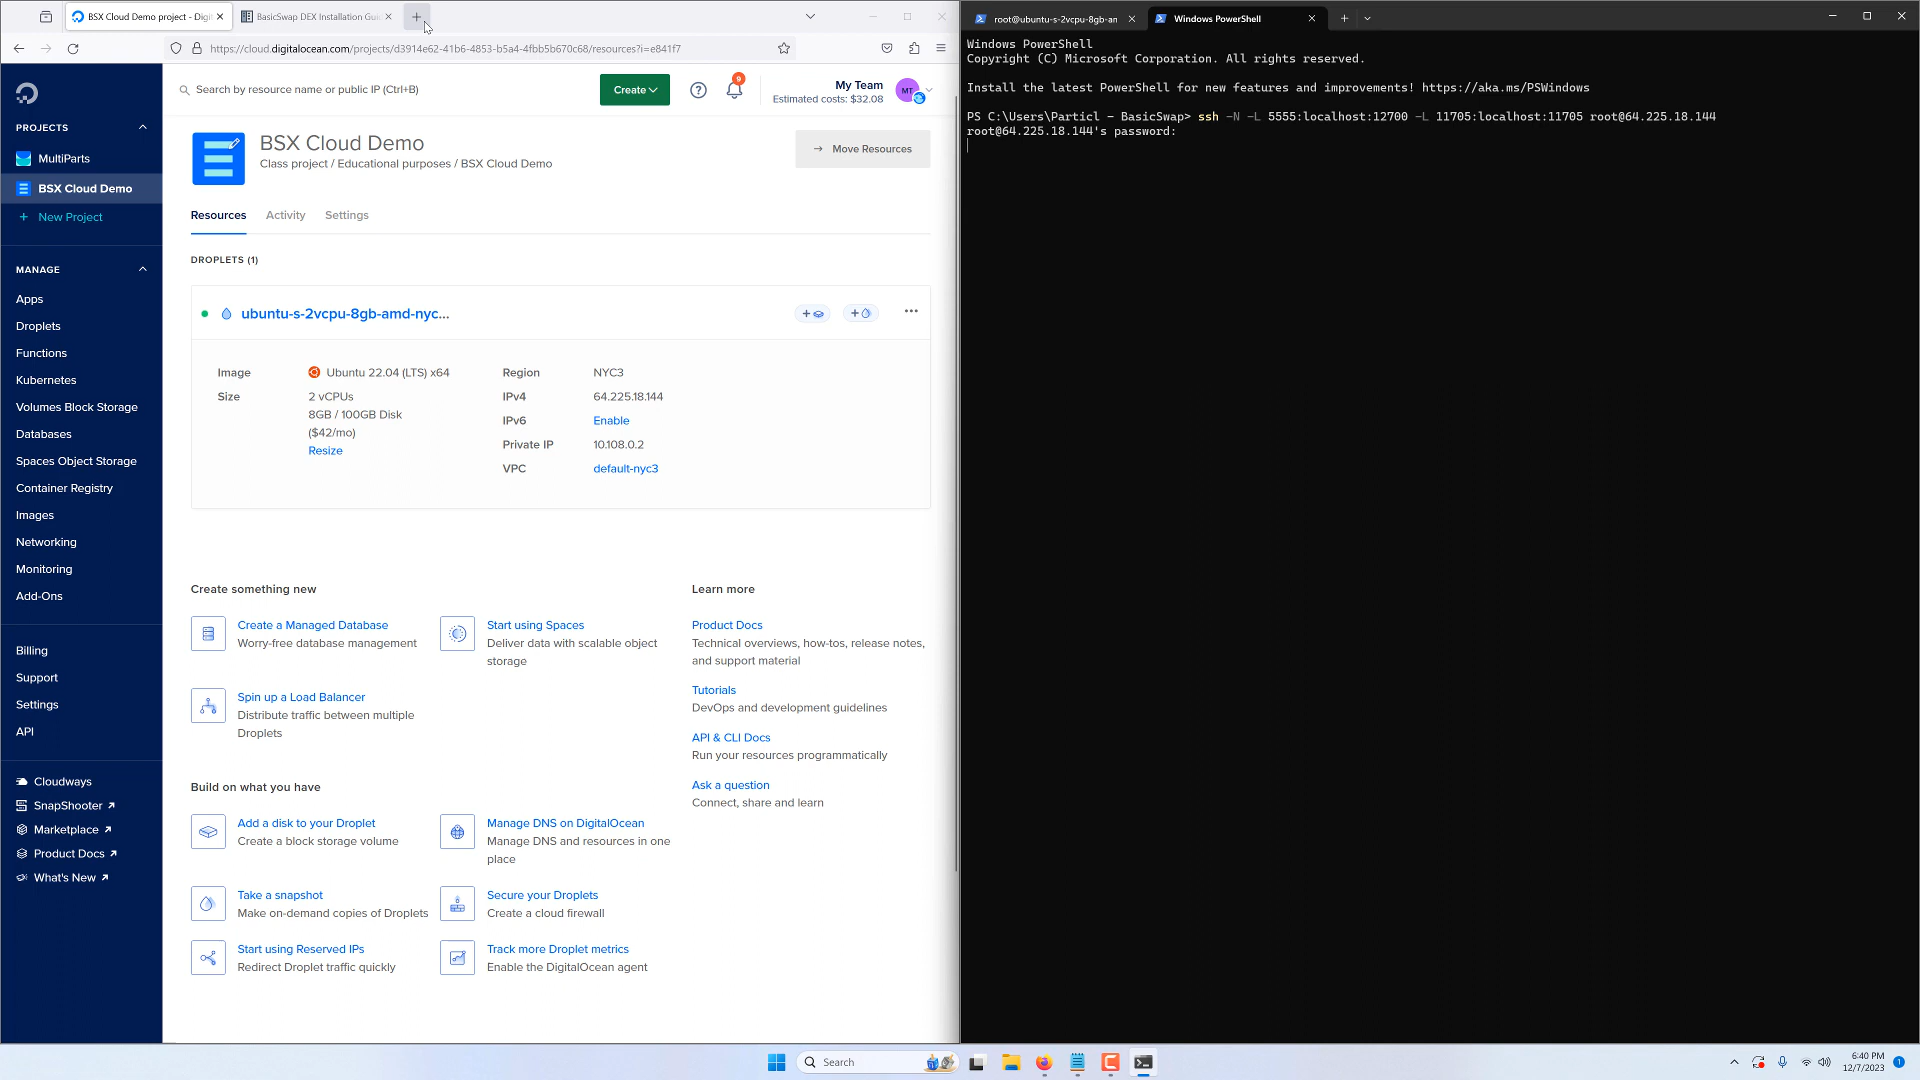 BSX Cloud Demo project - Digi
BasicSwap DEX Installation Gui
https://cloud.digitalocean.com/projects/d3914e62-41b6-4853-b5a4-4fbb5b670c68/resources?i=e841f7
Search by resource name or public IP (Ctrl+B)
Create
9
My Team
Estimated costs: $32.08
MT
PROJECTS
MultiParts
BSX Cloud Demo
New Project
MANAGE
Apps
Droplets
Functions
Kubernetes
Volumes Block Storage
Databases
Spaces Object Storage
Container Registry
Images
Networking
Monitoring
Add-Ons
Billing
Support
Settings
API
Cloudways
SnapShooter
Marketplace
Product Docs
What's New
BSX Cloud Demo
Class project / Educational purposes / BSX Cloud Demo
Move Resources
Resources
Activity
Settings
DROPLETS (1)
ubuntu-s-2vcpu-8gb-amd-nyc...
Image
Ubuntu 22.04 (LTS) x64
Size
2 vCPUs
8GB / 100GB Disk
($42/mo)
Resize
Region
NYC3
IPv4
64.225.18.144
IPv6
Enable
Private IP
10.108.0.2
VPC
default-nyc3
Create something new
Create a Managed Database
Worry-free database management
Start using Spaces
Deliver data with scalable object
storage
Spin up a Load Balancer
Distribute traffic between multiple
Droplets
Learn more
Product Docs
Technical overviews, how-tos, release notes,
and support material
Tutorials
DevOps and development guidelines
API & CLI Docs
Run your resources programmatically
Ask a question
Connect, share and learn
Build on what you have
Add a disk to your Droplet
Create a block storage volume
Manage DNS on DigitalOcean
Manage DNS and resources in one
place
Take a snapshot
Make on-demand copies of Droplets
Secure your Droplets
Create a cloud firewall
Start using Reserved IPs
Redirect Droplet traffic quickly
Track more Droplet metrics
Enable the DigitalOcean agent
root@ubuntu-s-2vcpu-8gb-am
Windows PowerShell
Windows PowerShell
Copyright (C) Microsoft Corporation. All rights reserved.
Install the latest PowerShell for new features and improvements! https://aka.ms/PSWindows
PS C:\Users\Particl - BasicSwap> ssh -N -L 5555:localhost:12700 -L 11705:localhost:11705 root@64.225.18.144
root@64.225.18.144's password:
Search
6:40 PM
12/7/2023
1